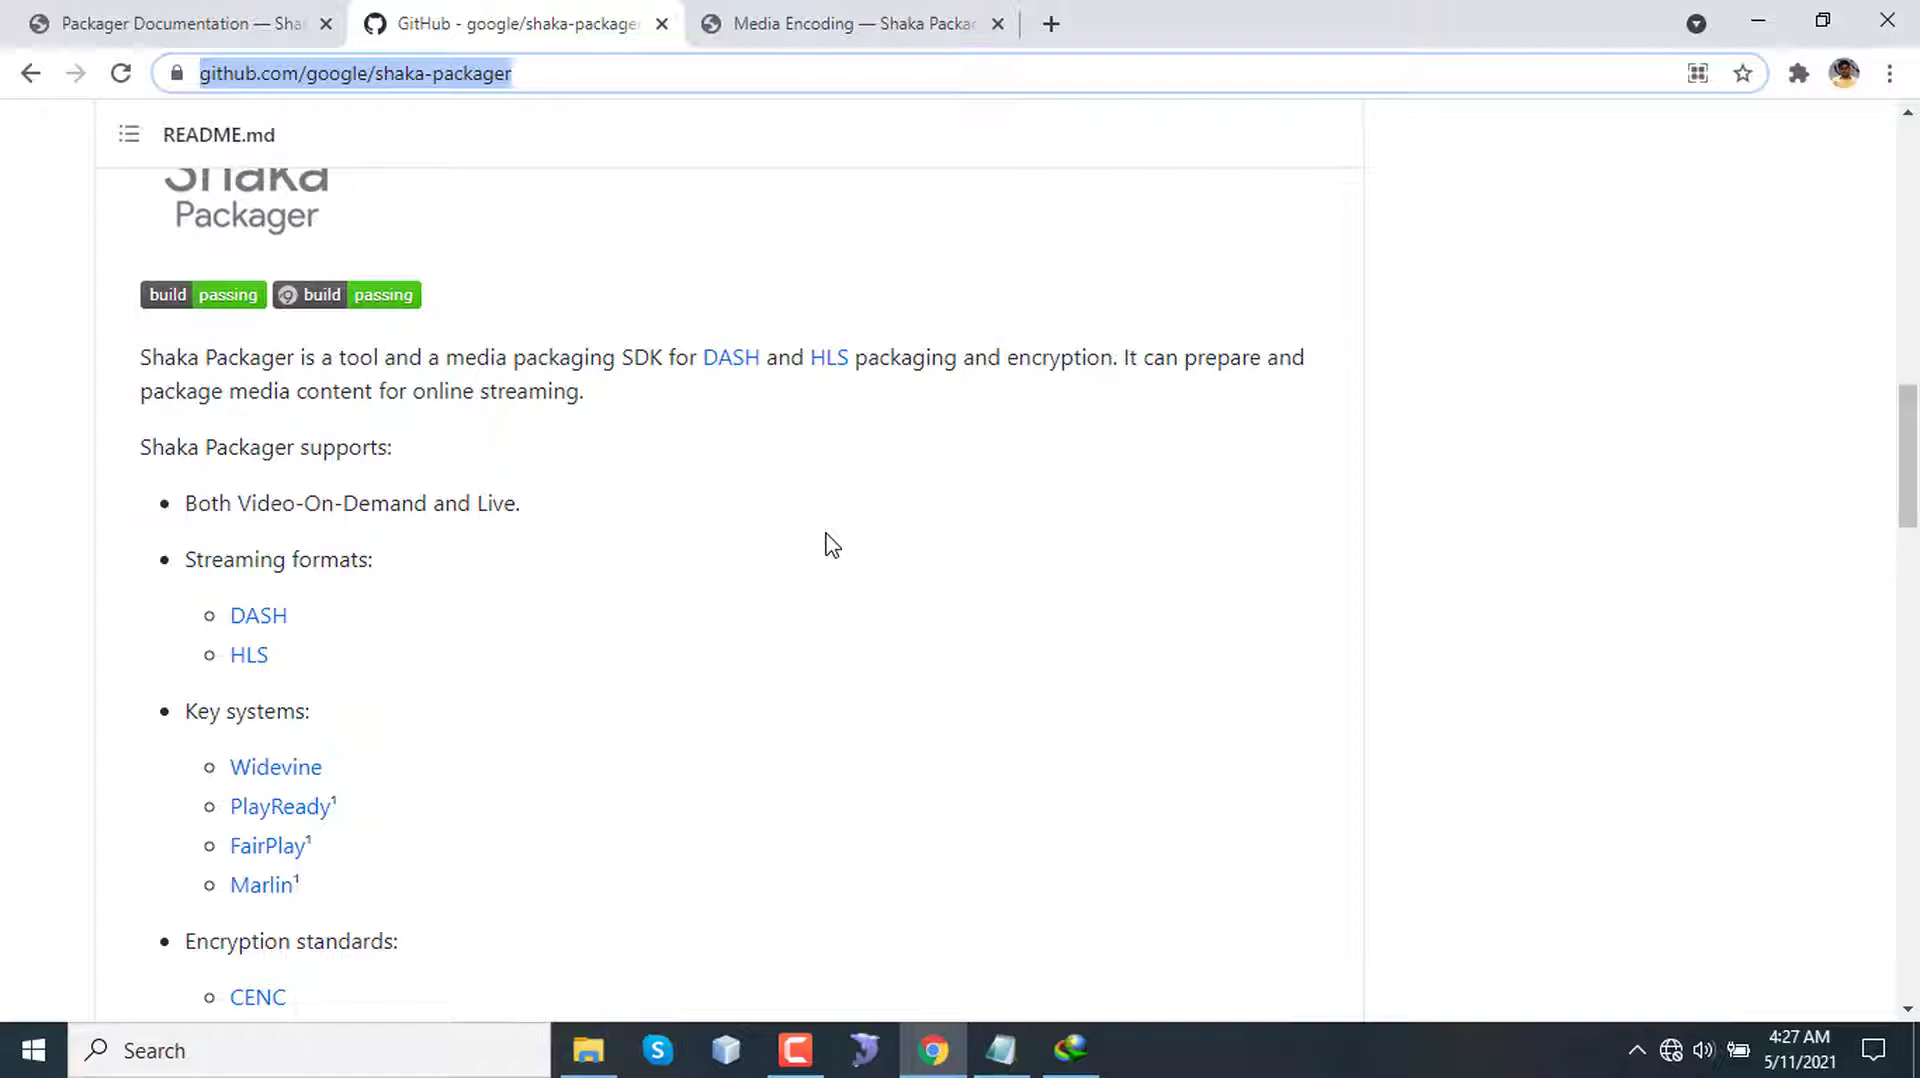 Packager Documentation — Sha
GitHub - google/shaka-packager
Media Encoding — Shaka Packa
github.com/google/shaka-packager
README.md
Shaka
Packager
build passing build passing
Shaka Packager is a tool and a media packaging SDK for DASH and HLS packaging and encryption. It can prepare and
package media content for online streaming.
Shaka Packager supports:
Both Video-On-Demand and Live.
Streaming formats:
DASH
HLS
Key systems:
Widevine
PlayReady¹
FairPlay¹
Marlin¹
Encryption standards:
CENC
Search
4:27 AM
5/11/2021